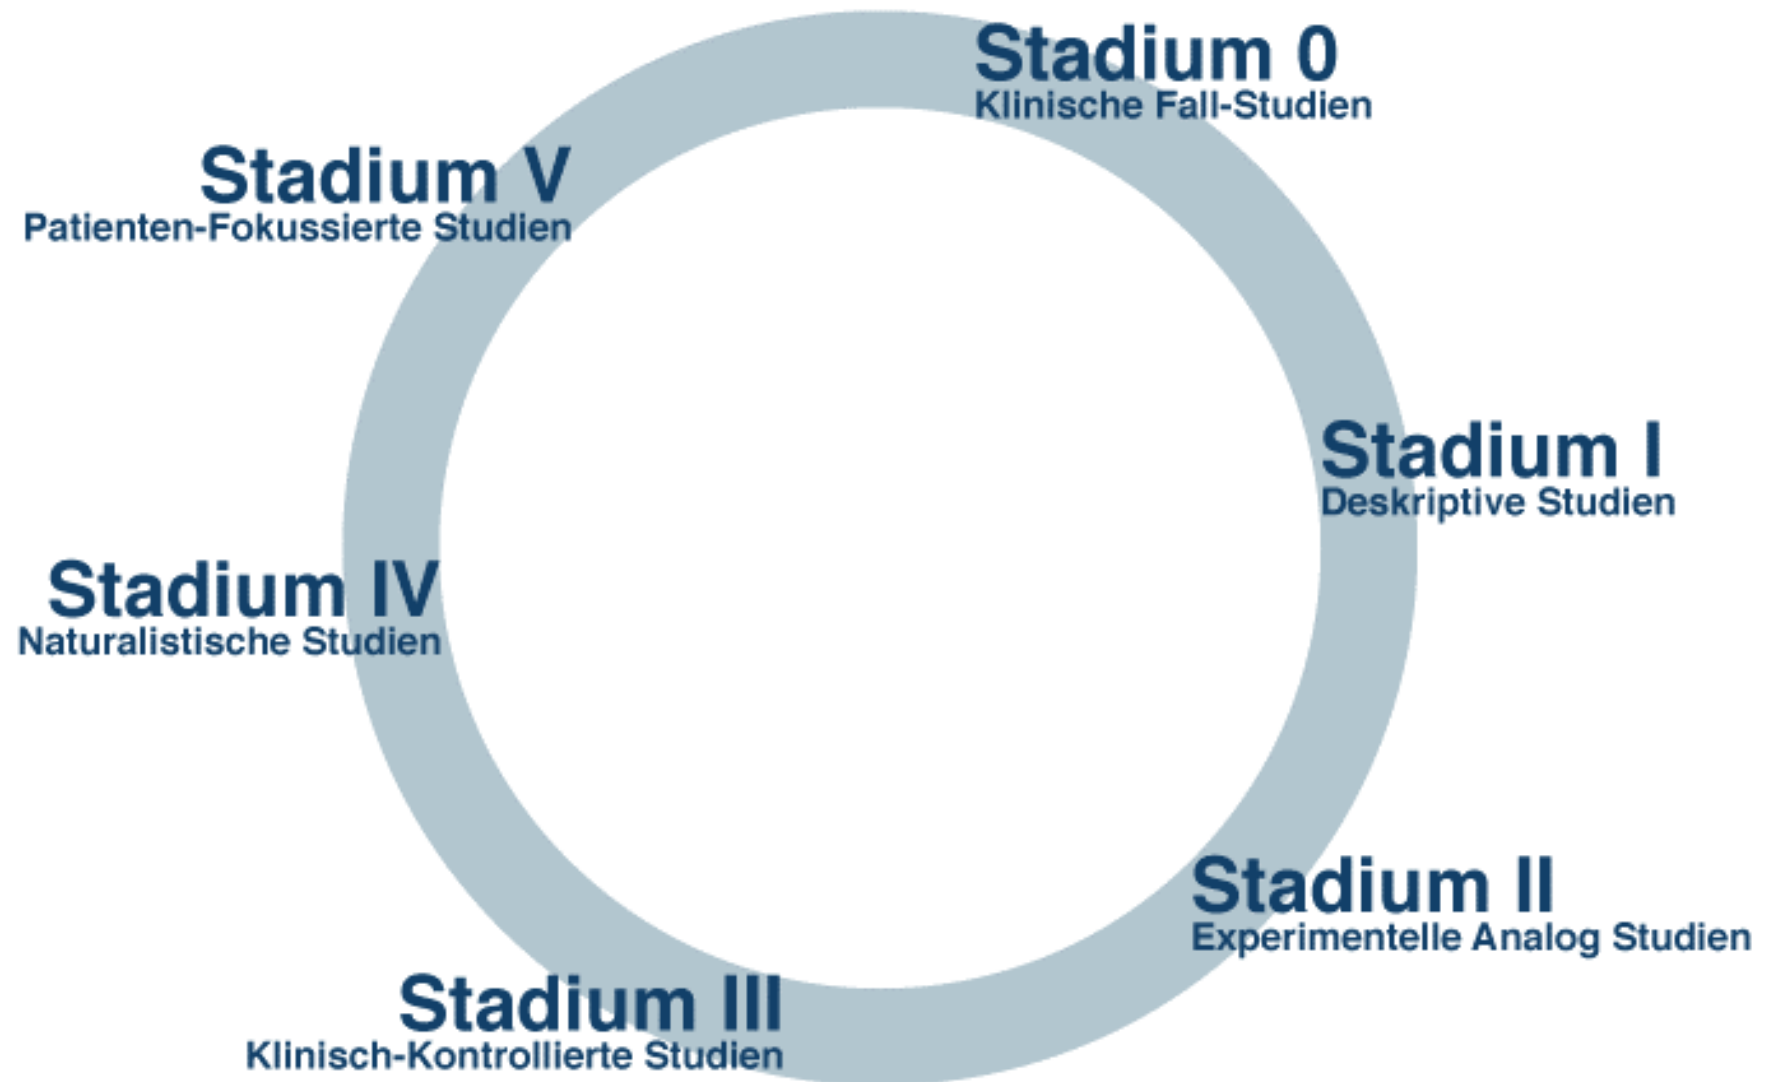 Stadium 0
Klinische Fall-Studien
Stadium I
Deskriptive Studien
Stadium II
Experimentelle Analog Studien
Stadium III
Klinisch-Kontrollierte Studien
Stadium IV
Naturalistische Studien
Stadium V
Patienten-Fokussierte Studien